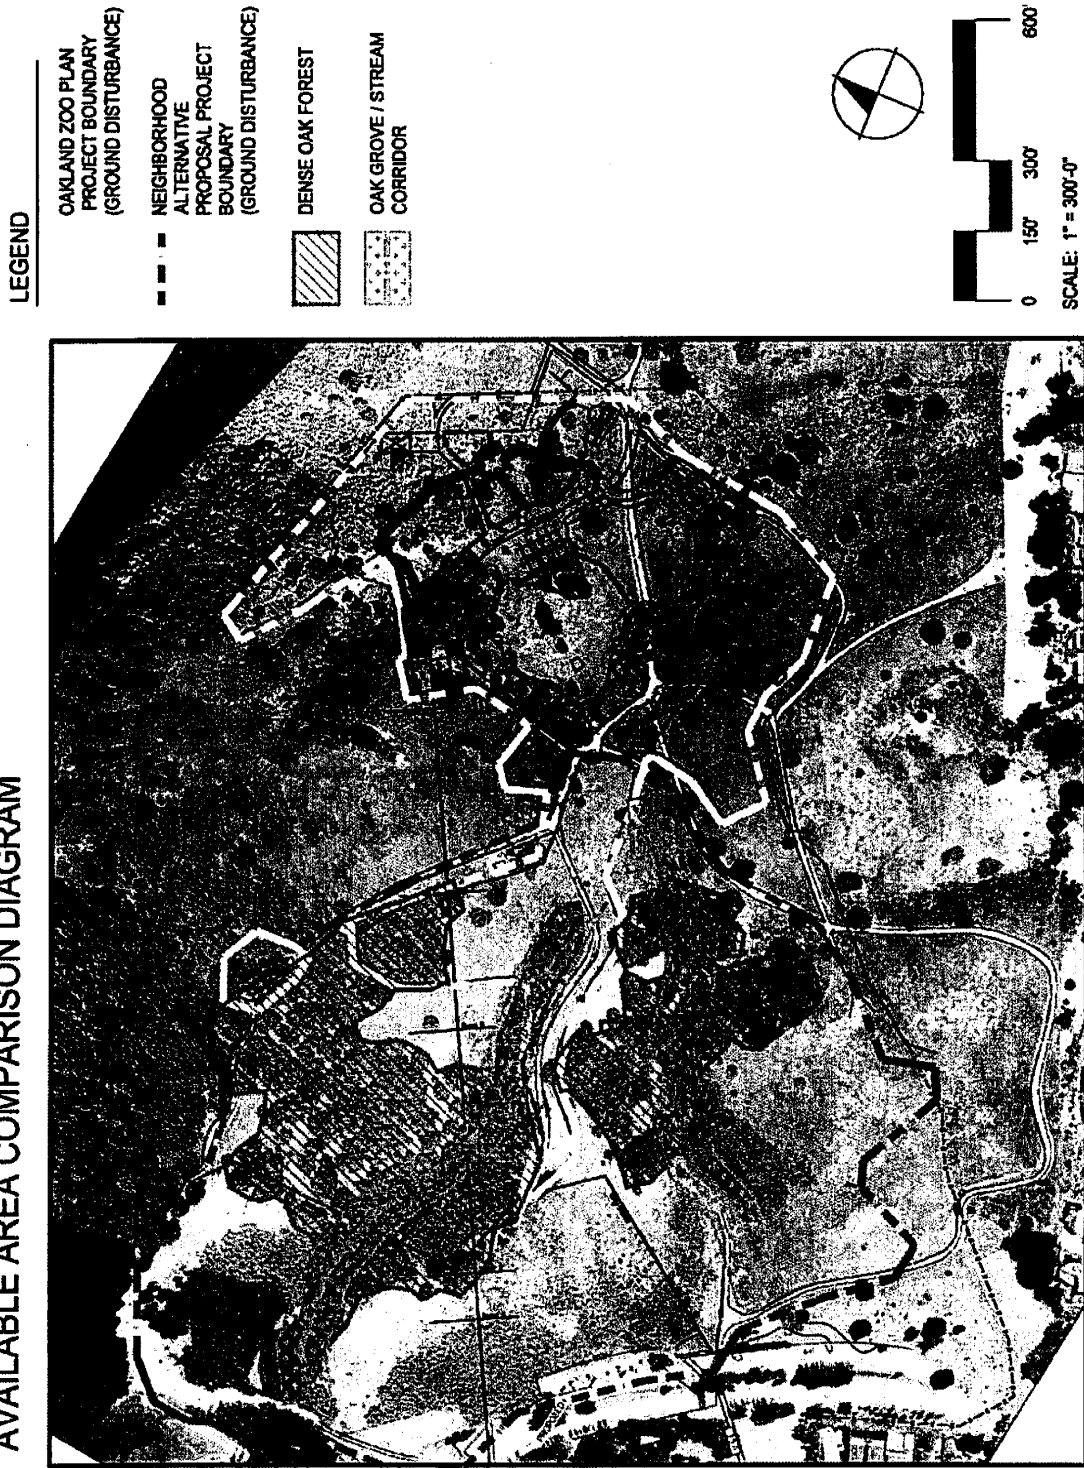 AVAILABLE AREA COMPARISON DIAGRAM
LEGEND
OAKLAND ZOO PLAN
PROJECT BOUNDARY
(GROUND DISTURBANCE)
NEIGHBORHOOD
ALTERNATIVE
PROPOSAL PROJECT
BOUNDARY
(GROUND DISTURBANCE)
DENSE OAK FOREST
OAK GROVE / STREAM
CORRIDOR
0 150' 300' 600'
SCALE: 1" = 300'-0"